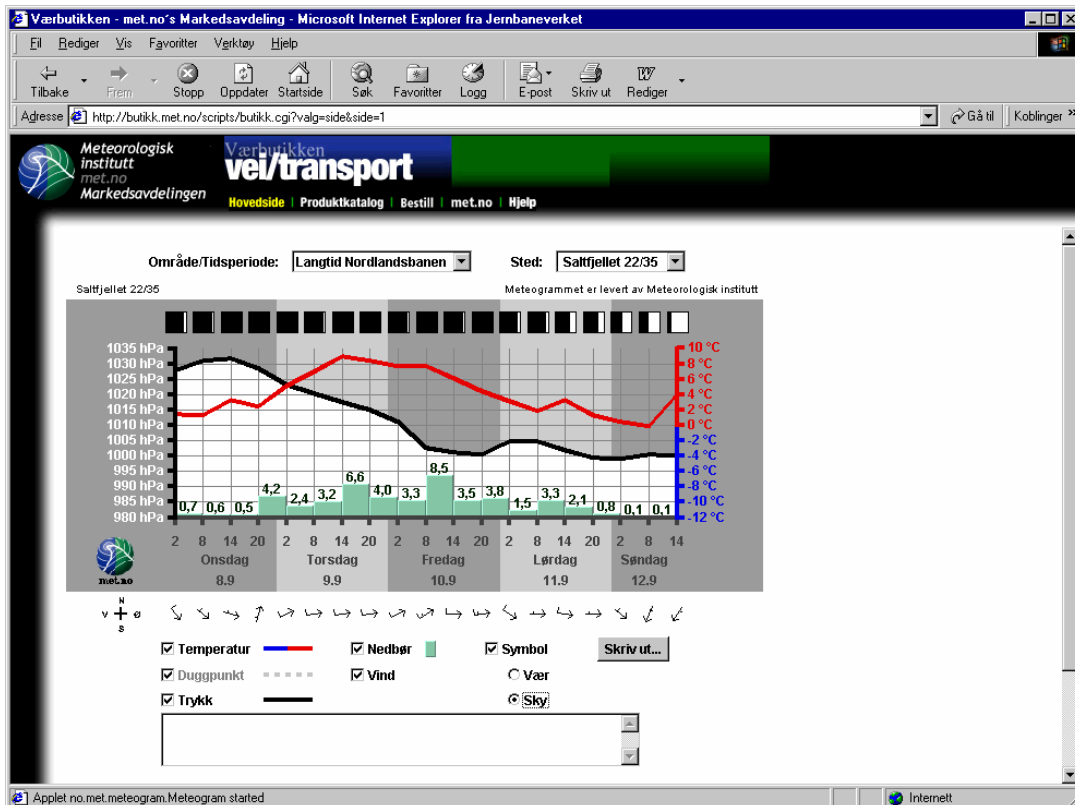 Værbutikken - met.no's Markedsavdeling - Microsoft Internet Explorer fra Jernbaneverket
Fil Rediger Vis Favoritter Verktøy Hjelp
Tilbake Frem Stopp Oppdater Startside Søk Favoritter Logg E-post Skriv ut Rediger
Adresse http://butikk.met.no/scripts/butikk.cgi?valg=side&side=1 Gå til Koblinger »
Meteorologisk
institutt
met.no
Markedsavdelingen
Værbutikken
vei/transport
Hovedside | Produktkatalog | Bestill | met.no | Hjelp
Område/Tidsperiode: Langtid Nordlandsbanen Sted: Saltfjellet 22/35
Saltfjellet 22/35 Meteogrammet er levert av Meteorologisk institutt
1035 hPa 10 °C
1030 hPa 8 °C
1025 hPa 6 °C
1020 hPa 4 °C
1015 hPa 2 °C
1010 hPa 0 °C
1005 hPa -2 °C
1000 hPa -4 °C
995 hPa -6 °C
990 hPa -8 °C
985 hPa -10 °C
980 hPa -12 °C
0,7 0,6 0,5 4,2 2,4 3,2 6,6 4,0 3,3 8,5 3,5 3,8 1,5 3,3 2,1 0,8 0,1 0,1
2 8 14 20 2 8 14 20 2 8 14 20 2 8 14 20 2 8 14
Onsdag Torsdag Fredag Lørdag Søndag
8.9 9.9 10.9 11.9 12.9
met.no
N
V Ø
S
Temperatur Nedbør Symbol Skriv ut...
Duggpunkt Vind Vær
Trykk Sky
Applet no.met.meteogram.Meteogram started Internett